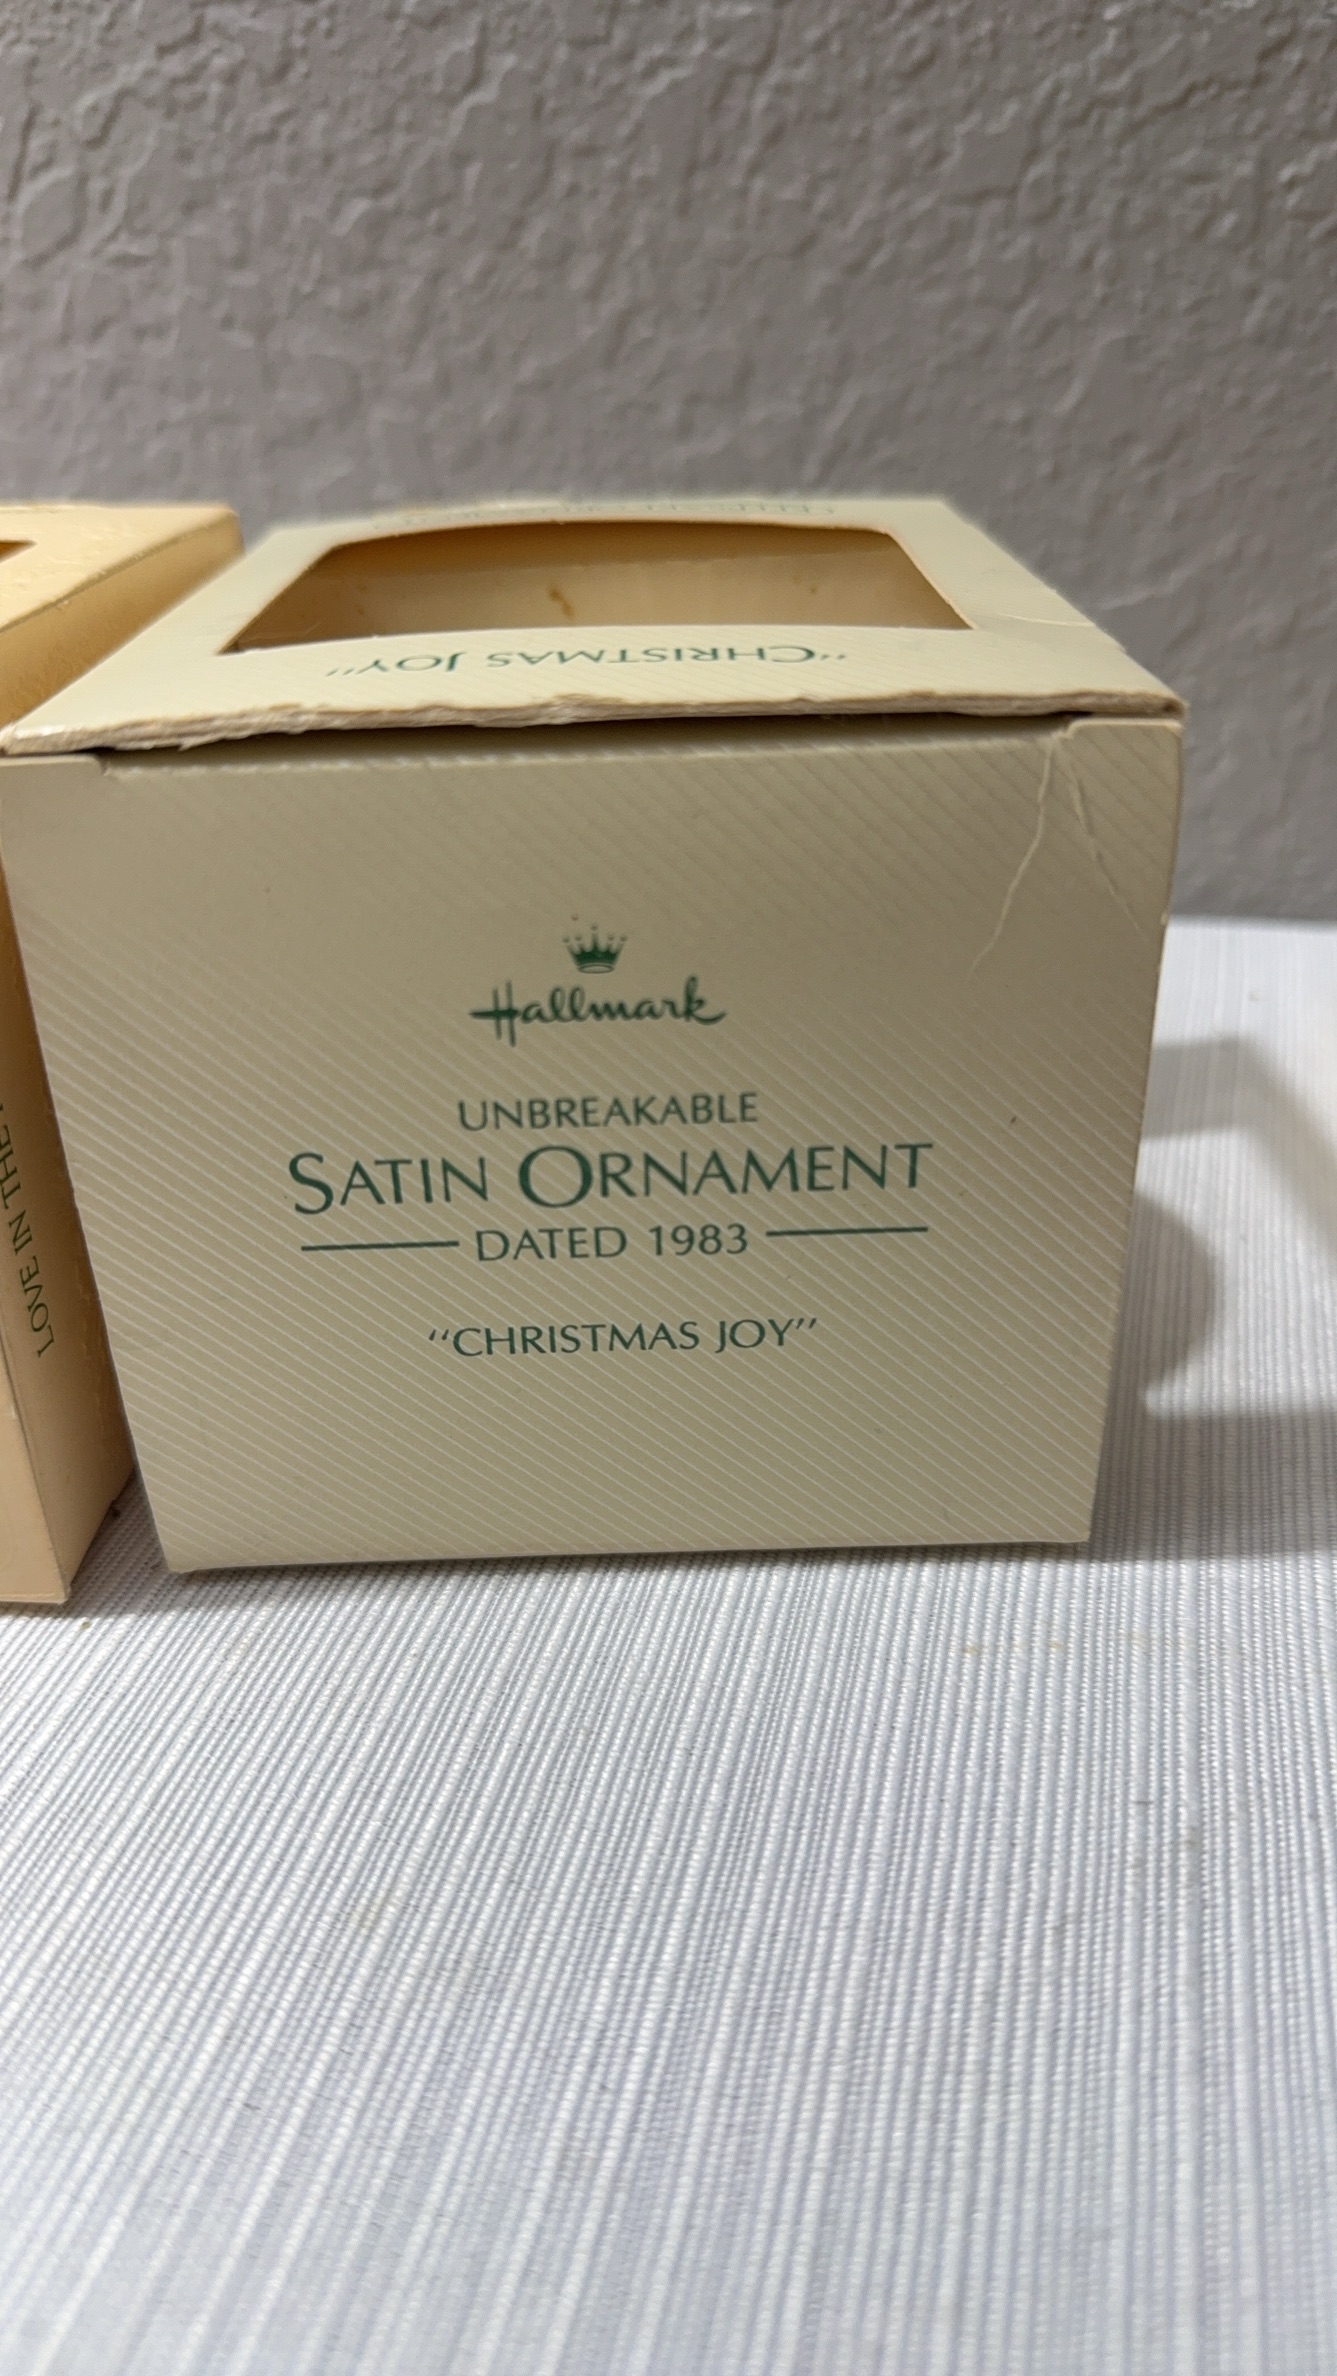 "CHRISTMAS JOY"
Hallmark
UNBREAKABLE
SATIN ORNAMENT
DATED 1983
"CHRISTMAS JOY"
LOVE IN THE